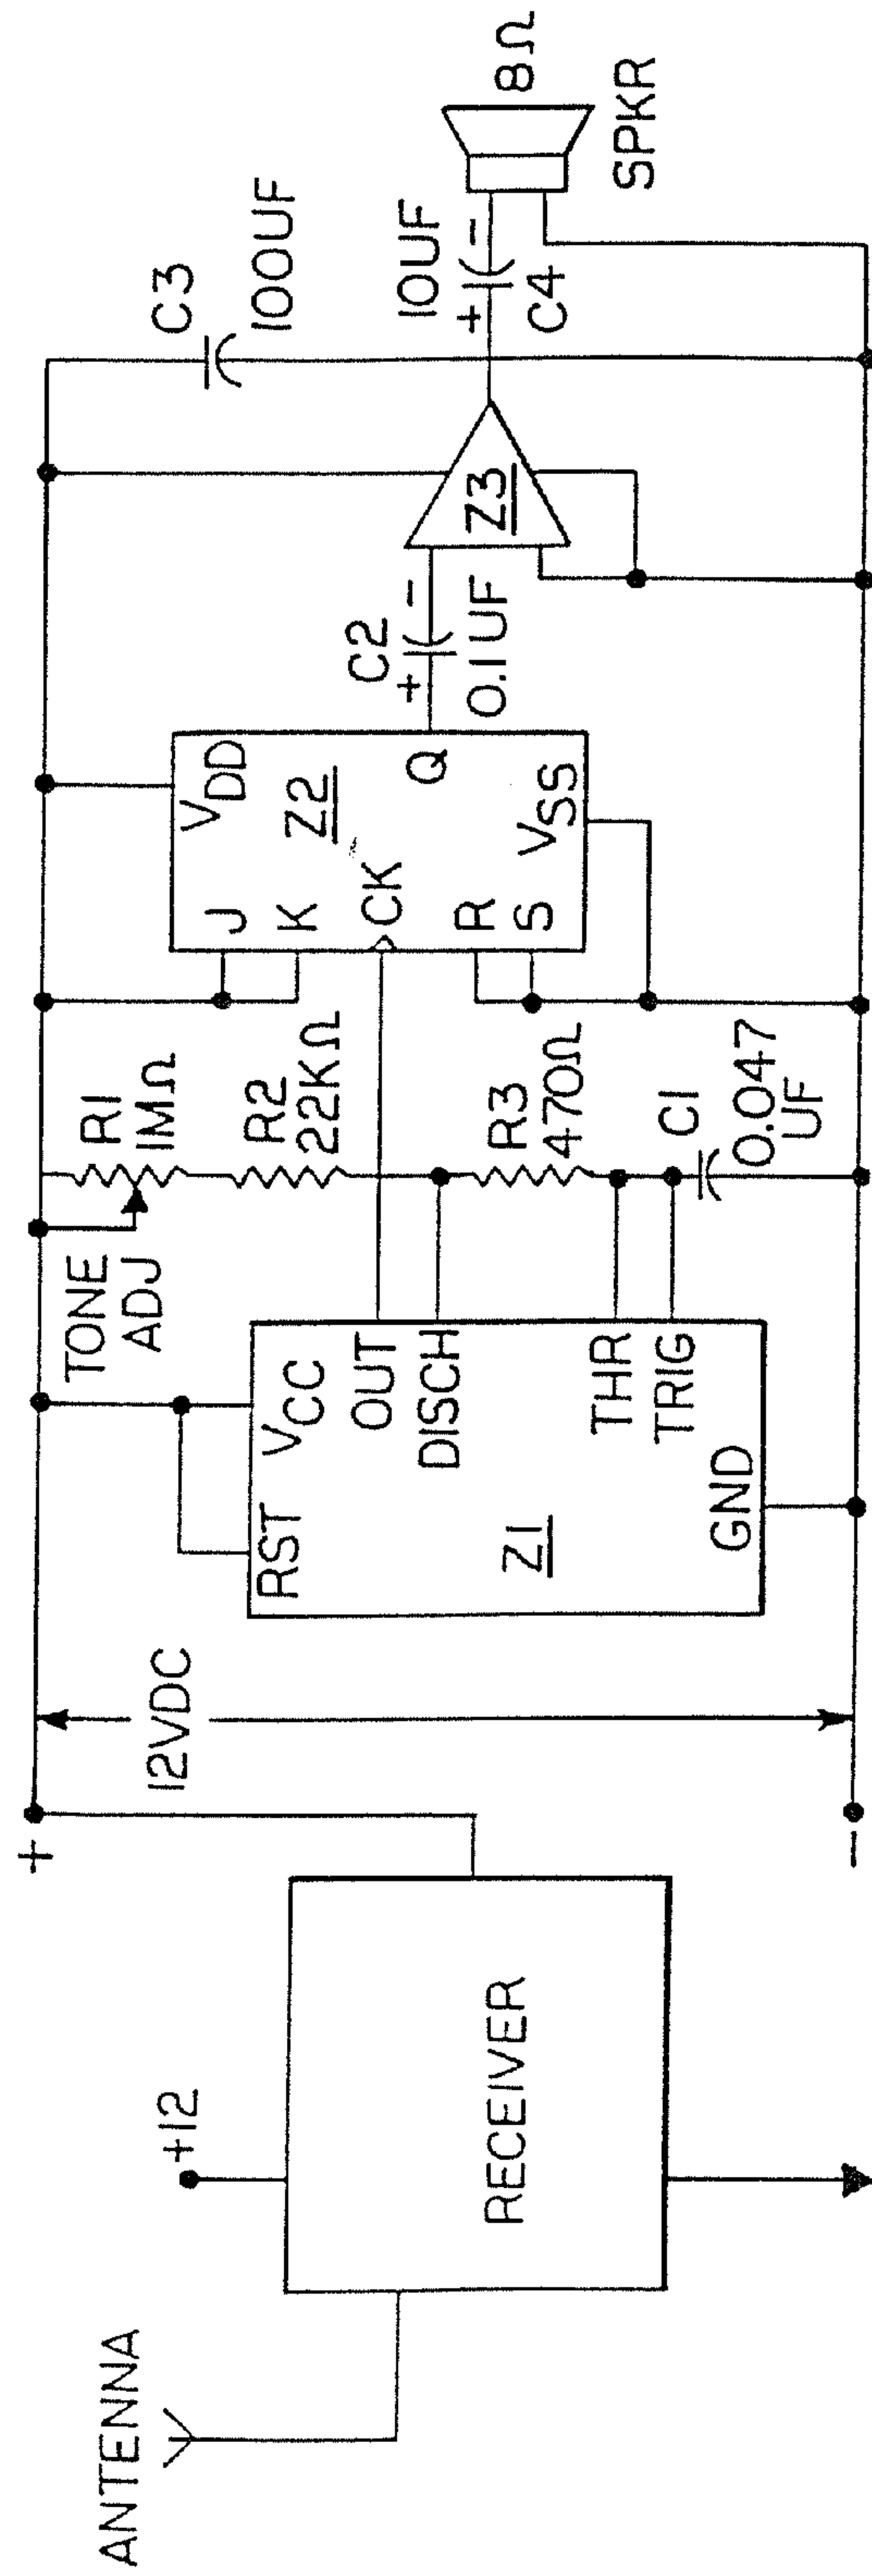 ANTENNA
+12
RECEIVER
+
12VDC
-
RST
VCC
Z1
OUT
DISCH
THR
TRIG
GND
TONE
ADJ
R1
1MΩ
R2
22KΩ
R3
470Ω
C1
0.047
UF
J
K
CK
R
S
VDD
Z2
Q
VSS
C2
+ -
0.1UF
Z3
C3
100UF
10UF
+ -
C4
8Ω
SPKR